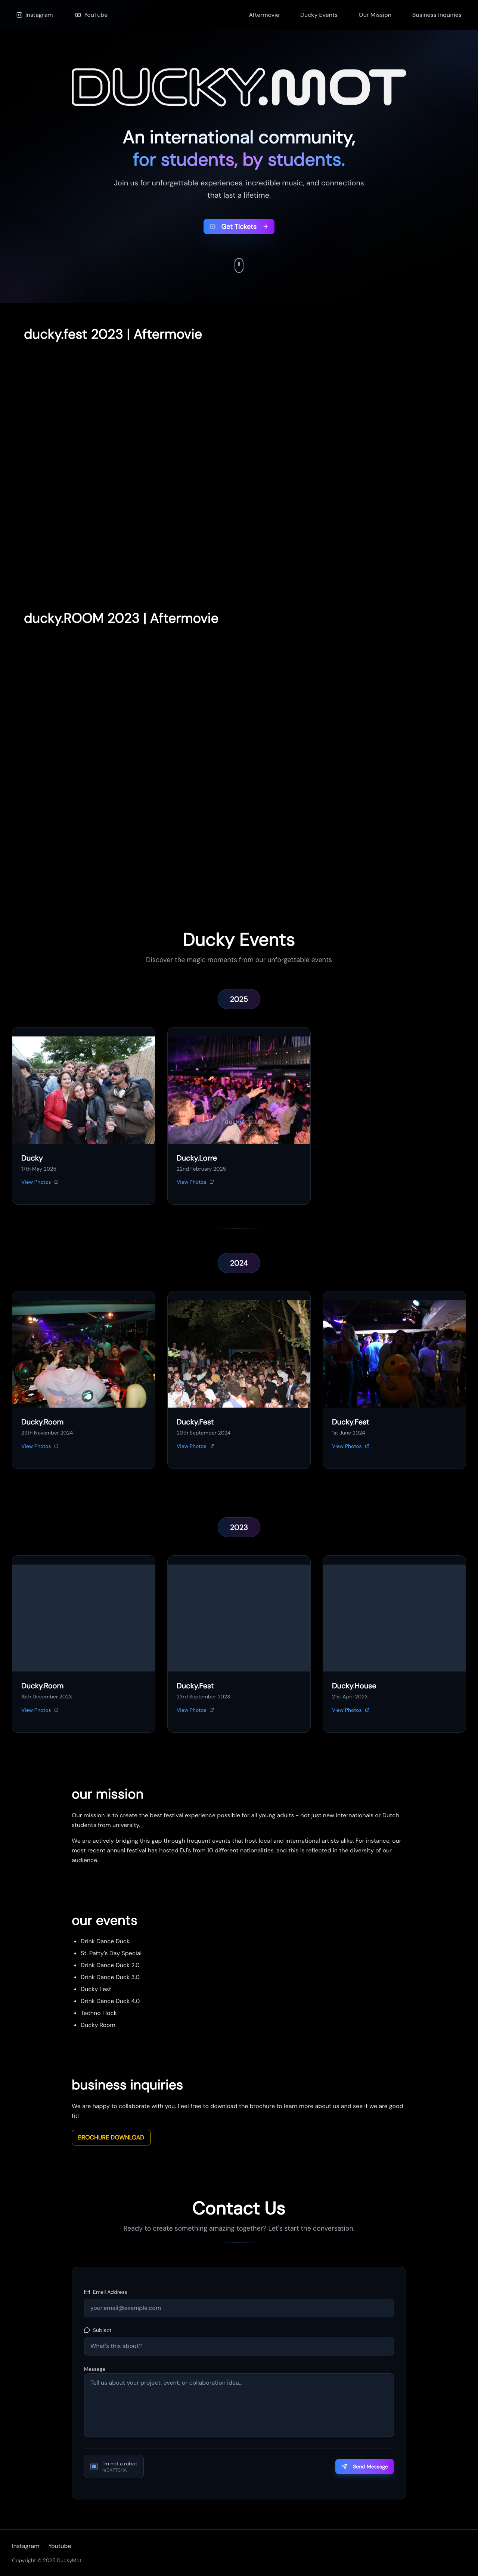 Instagram
YouTube
Aftermovie
Ducky Events
Our Mission
Business Inquiries
DUCKY.MOT
An international community,
for students, by students.
Join us for unforgettable experiences, incredible music, and connections
that last a lifetime.
Get Tickets
ducky.fest 2023 | Aftermovie
ducky.ROOM 2023 | Aftermovie
Ducky Events
Discover the magic moments from our unforgettable events
2025
Ducky
17th May 2025
View Photos
Ducky.Lorre
22nd February 2025
View Photos
2024
Ducky.Room
29th November 2024
View Photos
Ducky.Fest
20th September 2024
View Photos
Ducky.Fest
1st June 2024
View Photos
2023
Ducky.Room
15th December 2023
View Photos
Ducky.Fest
23rd September 2023
View Photos
Ducky.House
21st April 2023
View Photos
our mission
Our mission is to create the best festival experience possible for all young adults - not just new internationals or Dutch
students from university.
We are actively bridging this gap through frequent events that host local and international artists alike. For instance, our
most recent annual festival has hosted DJ's from 10 different nationalities, and this is reflected in the diversity of our
audience.
our events
Drink Dance Duck
St. Patty's Day Special
Drink Dance Duck 2.0
Drink Dance Duck 3.0
Ducky Fest
Drink Dance Duck 4.0
Techno Flock
Ducky Room
business inquiries
We are happy to collaborate with you. Feel free to download the brochure to learn more about us and see if we are good
fit!
BROCHURE DOWNLOAD
Contact Us
Ready to create something amazing together? Let's start the conversation.
Email Address
your.email@example.com
Subject
What's this about?
Message
Tell us about your project, event, or collaboration idea...
I'm not a robot
reCAPTCHA
Send Message
Instagram
Youtube
Copyright © 2025 DuckyMot